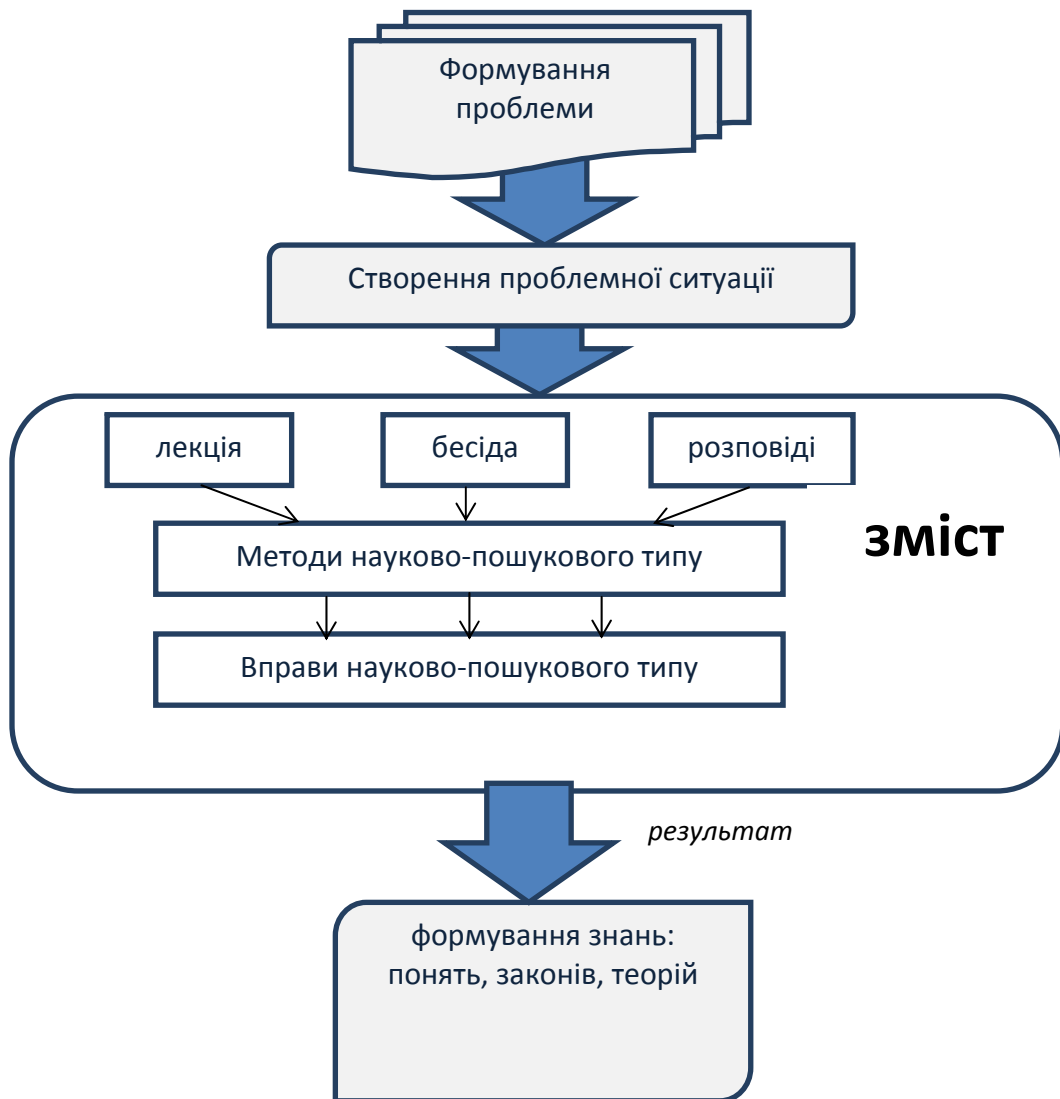 Формування
проблеми
Створення проблемної ситуації
лекція
бесіда
розповіді
зміст
Методи науково-пошукового типу
Вправи науково-пошукового типу
результат
формування знань:
понять, законів, теорій